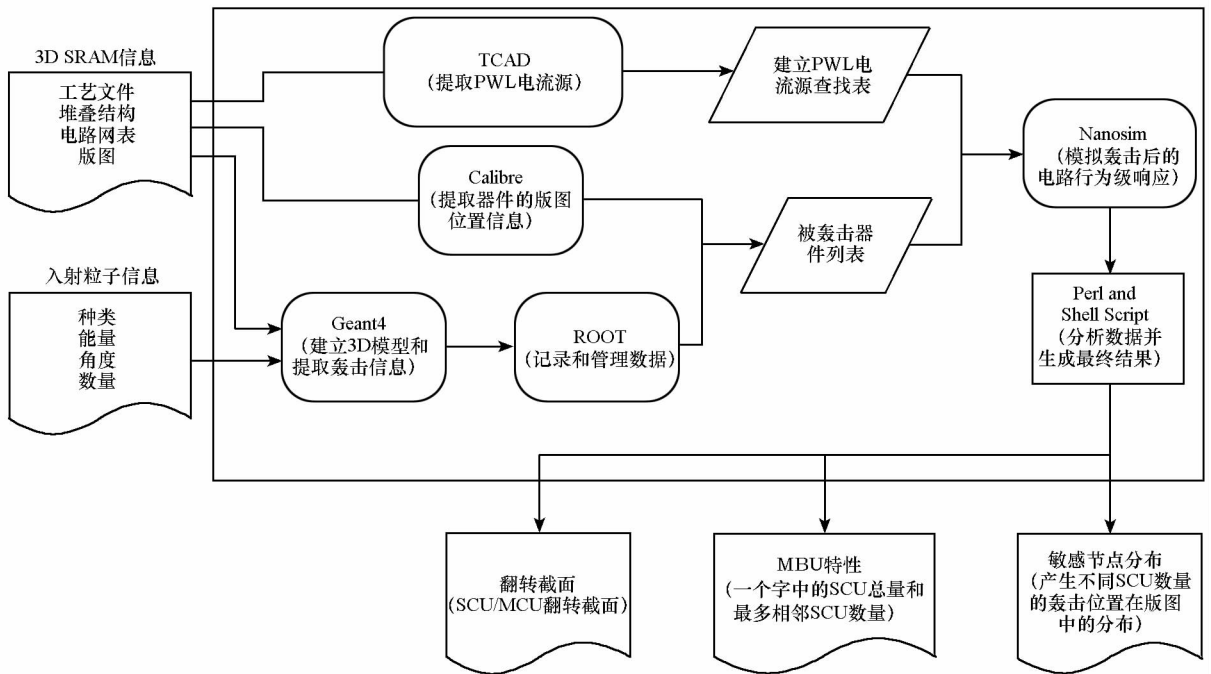 3D SRAM信息
工艺文件
堆叠结构
电路网表
版图
TCAD
(提取PWL电流源)
建立PWL电
流源查找表
Nanosim
(模拟轰击后的
电路行为级响应)
Calibre
(提取器件的版图
位置信息)
被轰击器
件列表
入射粒子信息
种类
能量
角度
数量
Geant4
(建立3D模型和
提取轰击信息)
ROOT
(记录和管理数据)
Perl and
Shell Script
(分析数据并
生成最终结果)
翻转截面
(SCU/MCU翻转截面)
MBU特性
(一个字中的SCU总量和
最多相邻SCU数量)
敏感节点分布
(产生不同SCU数量
的轰击位置在版图
中的分布)